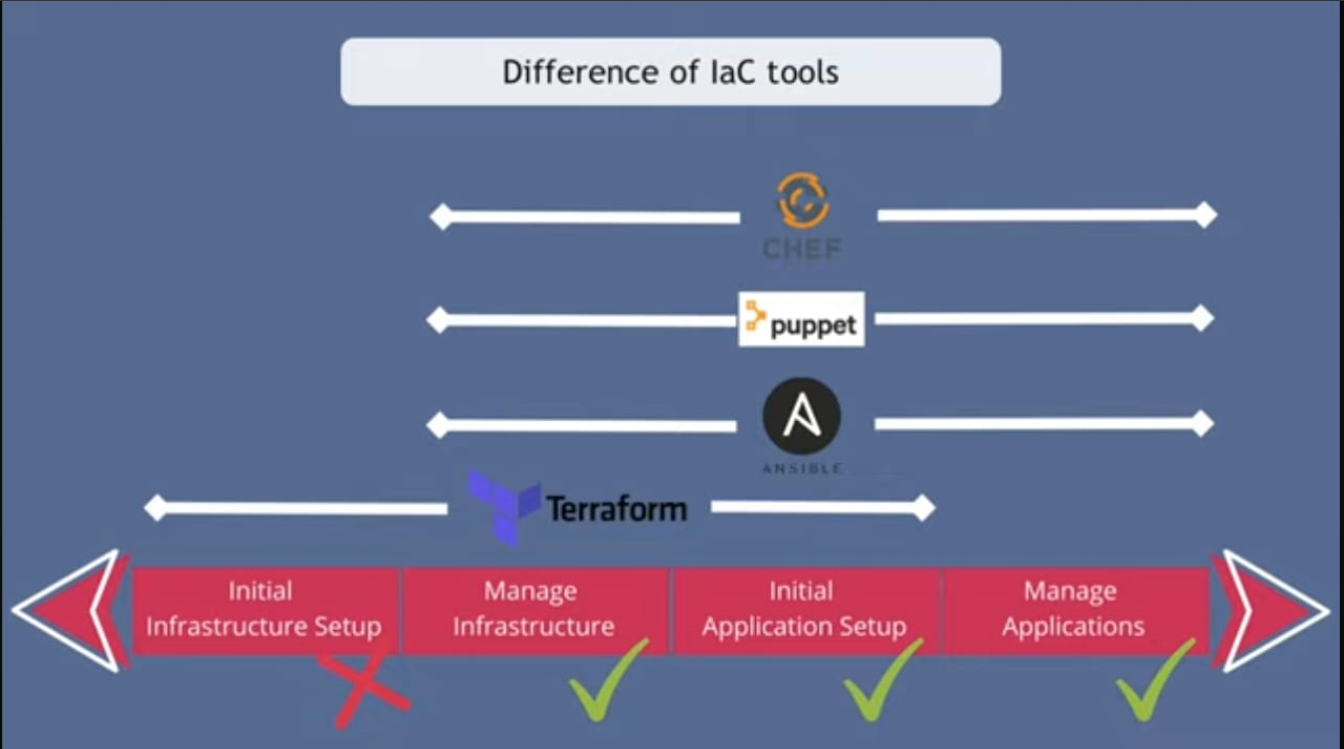 Difference of IaC tools
CHEF
puppet
ANSIBLE
Terraform
Initial
Infrastructure Setup
Manage
Infrastructure
Initial
Application Setup
Manage
Applications